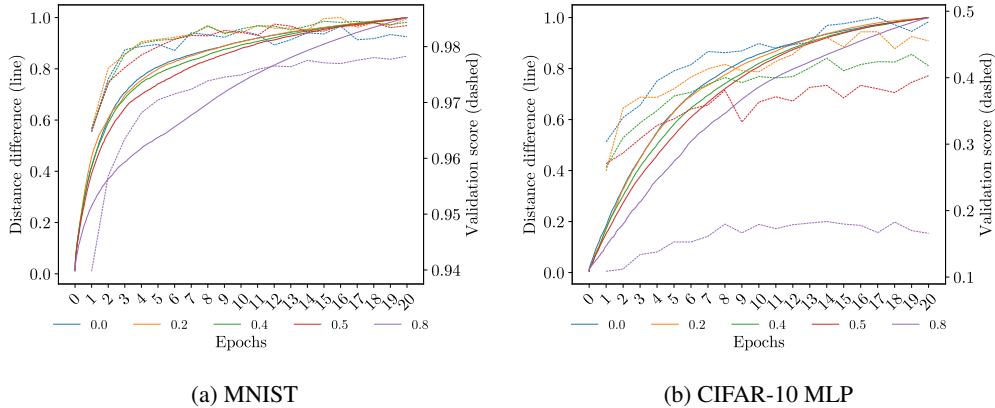 1.0
0.8
0.6
0.4
0.2
0.0
Distance difference (line)
0.98
0.97
0.96
0.95
0.94
Validation score (dashed)
0 1 2 3 4 5 6 7 8 9 10 11 12 13 14 15 16 17 18 19 20
0.0 0.2 0.4 0.5 0.8
Epochs
(a) MNIST
1.0
0.8
0.6
0.4
0.2
0.0
Distance difference (line)
0.5
0.4
0.3
0.2
0.1
Validation score (dashed)
0 1 2 3 4 5 6 7 8 9 10 11 12 13 14 15 16 17 18 19 20
0.0 0.2 0.4 0.5 0.8
Epochs
(b) CIFAR-10 MLP